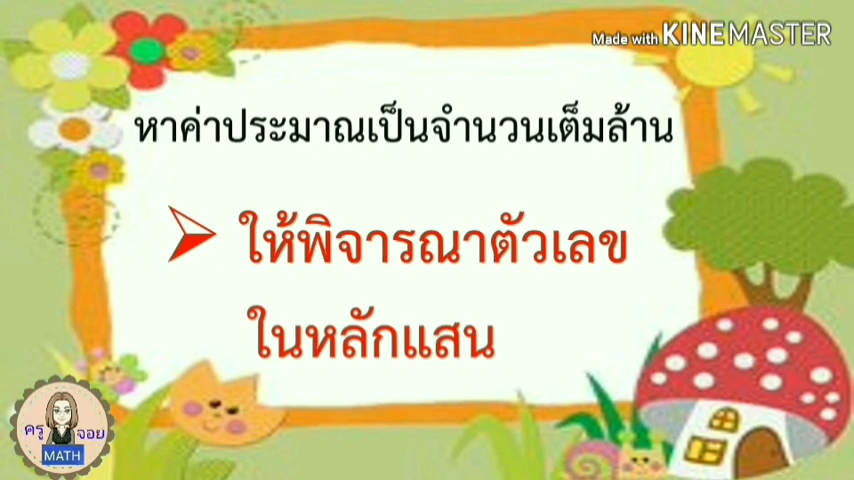 Made with KINEMASTER
หาค่าประมาณเป็นจำนวนเต็มล้าน
ให้พิจารณาตัวเลข
ในหลักแสน
ครู จอย
MATH